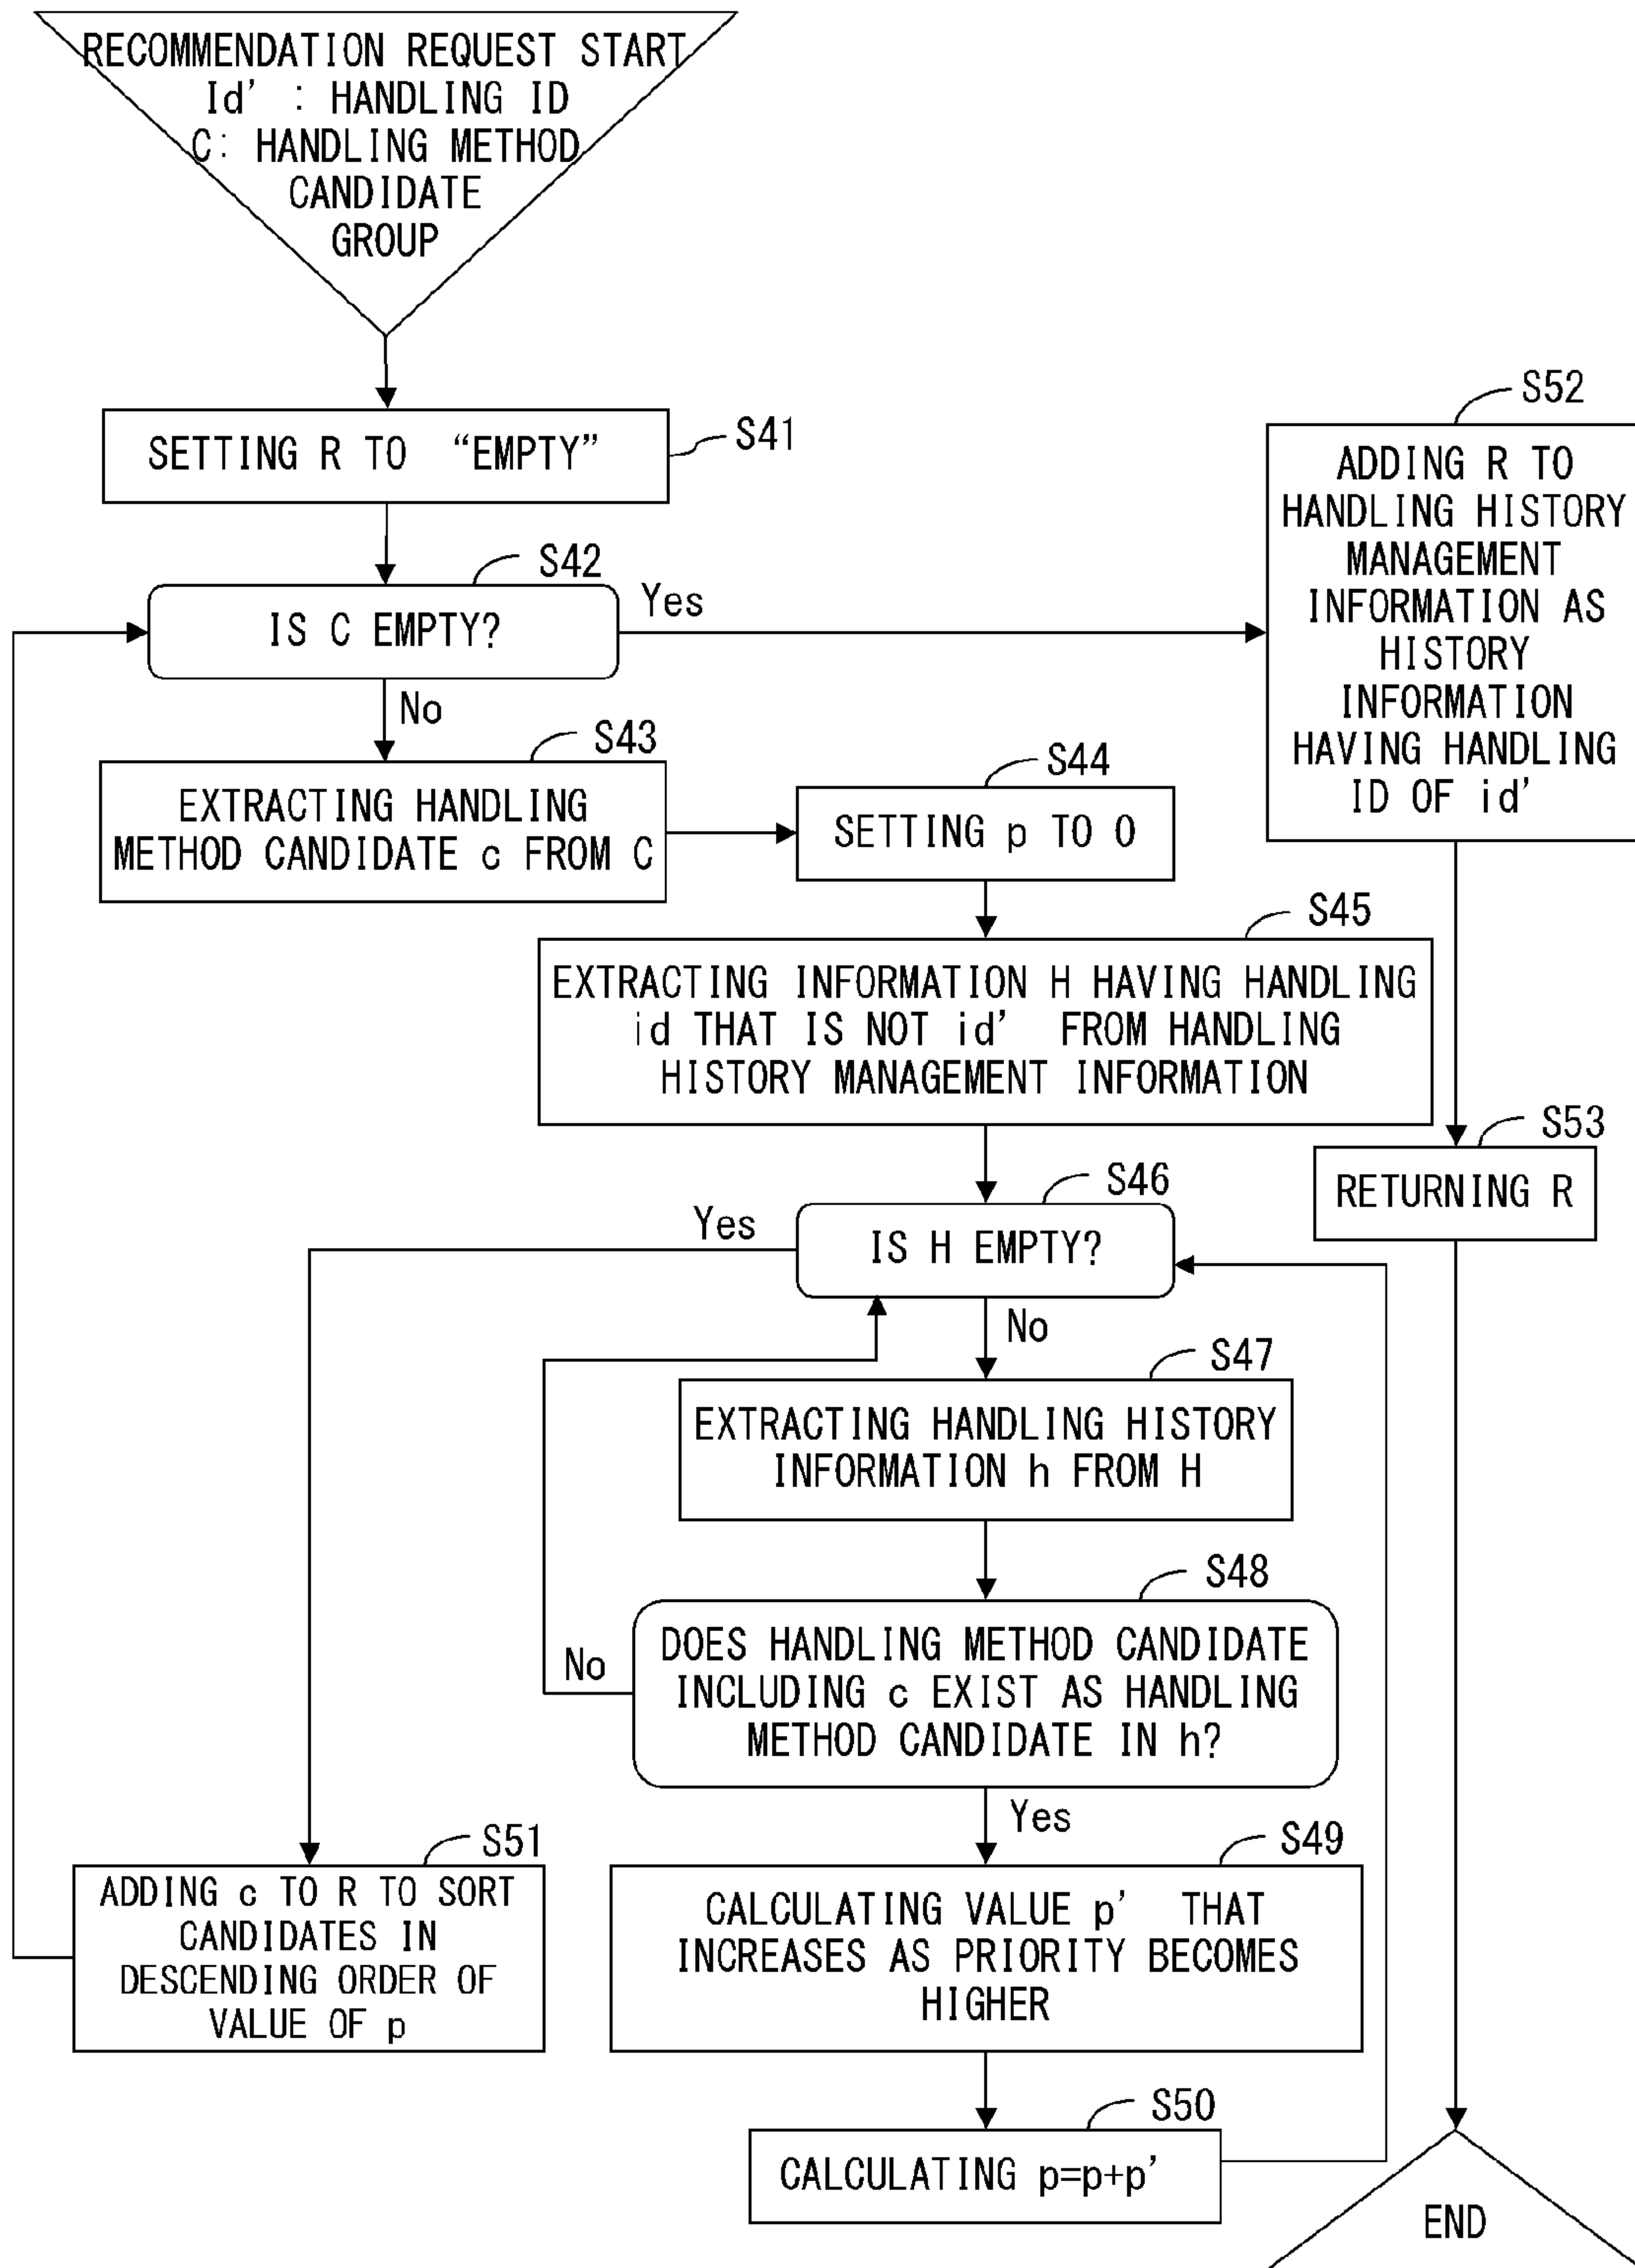 RECOMMENDATION REQUEST START
Id' : HANDLING ID
C: HANDLING METHOD
CANDIDATE
GROUP
S41
SETTING R TO “EMPTY”
S42
IS C EMPTY?
Yes
No
S52
ADDING R TO
HANDLING HISTORY
MANAGEMENT
INFORMATION AS
HISTORY
INFORMATION
HAVING HANDLING
ID OF id'
S43
EXTRACTING HANDLING
METHOD CANDIDATE c FROM C
S44
SETTING p TO 0
S45
EXTRACTING INFORMATION H HAVING HANDLING
id THAT IS NOT id' FROM HANDLING
HISTORY MANAGEMENT INFORMATION
S53
RETURNING R
S46
IS H EMPTY?
Yes
No
S47
EXTRACTING HANDLING HISTORY
INFORMATION h FROM H
S48
DOES HANDLING METHOD CANDIDATE
INCLUDING c EXIST AS HANDLING
METHOD CANDIDATE IN h?
No
Yes
S51
ADDING c TO R TO SORT
CANDIDATES IN
DESCENDING ORDER OF
VALUE OF p
S49
CALCULATING VALUE p' THAT
INCREASES AS PRIORITY BECOMES
HIGHER
S50
CALCULATING p=p+p'
END